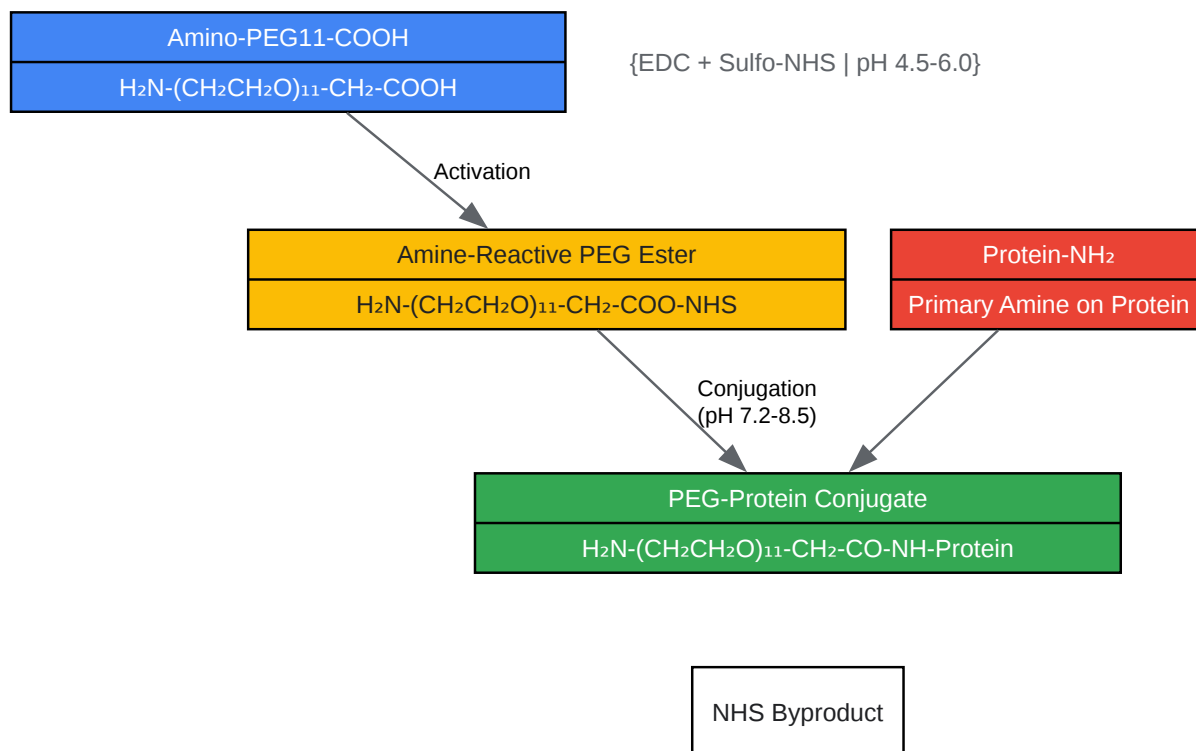 Amino-PEG11-COOH
H₂N-(CH₂CH₂O)₁₁-CH₂-COOH
{EDC + Sulfo-NHS | pH 4.5-6.0}
Activation
Amine-Reactive PEG Ester
H₂N-(CH₂CH₂O)₁₁-CH₂-COO-NHS
Protein-NH₂
Primary Amine on Protein
Conjugation
(pH 7.2-8.5)
PEG-Protein Conjugate
H₂N-(CH₂CH₂O)₁₁-CH₂-CO-NH-Protein
NHS Byproduct